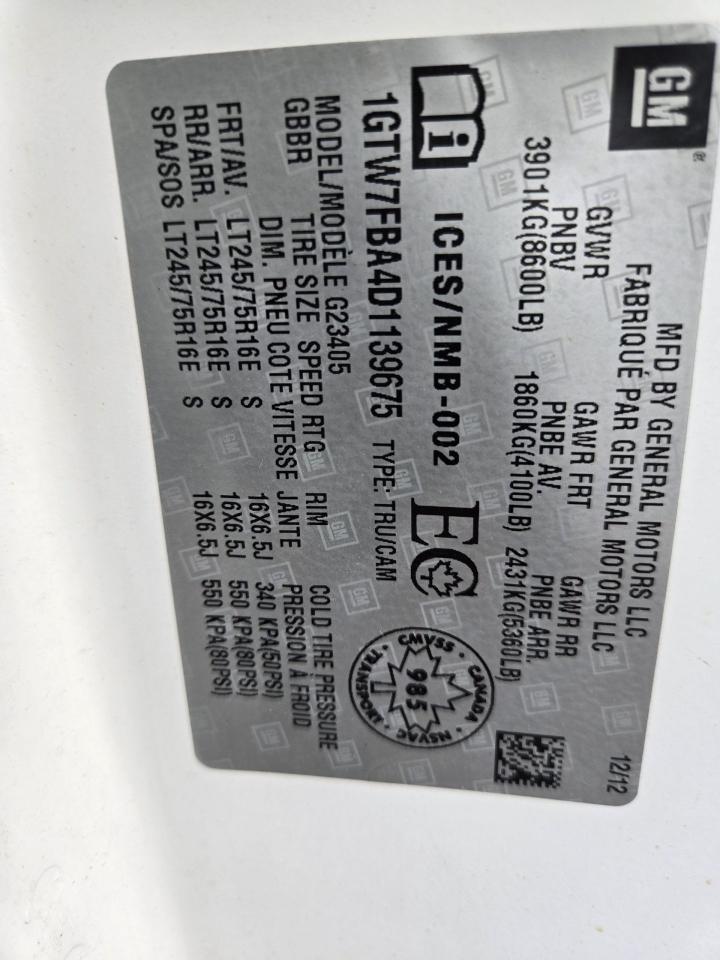 GM
MFD BY GENERAL MOTORS LLC
FABRIQUÉ PAR GENERAL MOTORS LLC
12/12
GVWR GAWR FRT GAWR RR
PNBV PNBE AV. PNBE ARR.
3901KG(8600LB) 1860KG(4100LB) 2431KG(5360LB)
i ICES/NMB-002 EC
CMVSS · CANADA
985
TRANSPORT · NSVAC
1GTW7FBA4D1139675 TYPE: TRU/CAM
MODEL/MODÈLE G23405
GBBR TIRE SIZE SPEED RTG RIM COLD TIRE PRESSURE
DIM. PNEU COTE VITESSE JANTE PRESSION À FROID
FRT/AV. LT245/75R16E S 16X6.5J 340 KPA(50PSI)
RR/ARR. LT245/75R16E S 16X6.5J 550 KPA(80PSI)
SPA/SOS LT245/75R16E S 16X6.5J 550 KPA(80PSI)